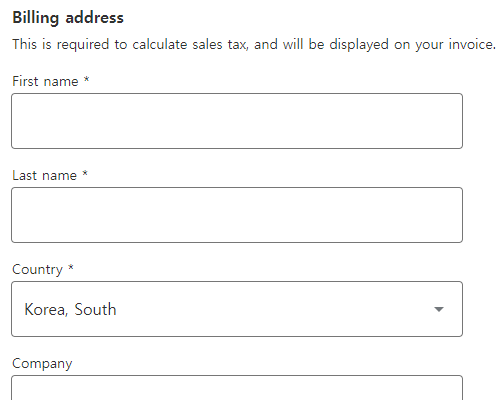 Billing address
This is required to calculate sales tax, and will be displayed on your invoice.
First name *
Last name *
Country *
Korea, South
Company